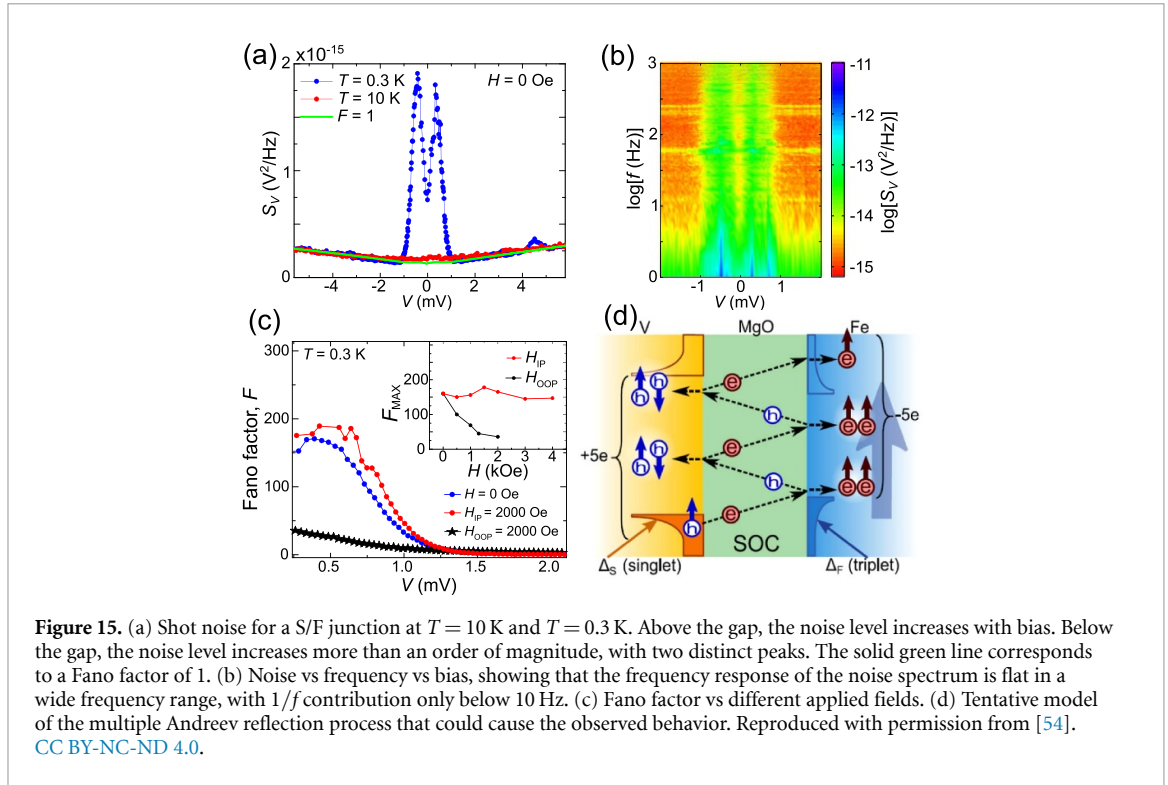 (a)
×10⁻¹⁵
2
T = 0.3 K
T = 10 K
F = 1
H = 0 Oe
1
0
S_V (V²/Hz)
-4 -2 0 2 4
V (mV)
(b)
3
2
1
0
log[f (Hz)]
-1 0 1
V (mV)
-11
-12
-13
-14
-15
log[S_V (V²/Hz)]
(c)
300
250
200
150
100
50
0
Fano factor, F
T = 0.3 K
0.5 1.0 1.5 2.0
V (mV)
H_IP
H_OOP
200
100
0
F_MAX
0 1 2 3 4
H (kOe)
H = 0 Oe
H_IP = 2000 Oe
H_OOP = 2000 Oe
(d)
V MgO Fe
e
h h e
h
+5e e e e -5e
h h
h
e e e
h
SOC
Δ_S (singlet) Δ_F (triplet)
Figure 15. (a) Shot noise for a S/F junction at T = 10 K and T = 0.3 K. Above the gap, the noise level increases with bias. Below
the gap, the noise level increases more than an order of magnitude, with two distinct peaks. The solid green line corresponds
to a Fano factor of 1. (b) Noise vs frequency vs bias, showing that the frequency response of the noise spectrum is flat in a
wide frequency range, with 1/f contribution only below 10 Hz. (c) Fano factor vs different applied fields. (d) Tentative model
of the multiple Andreev reflection process that could cause the observed behavior. Reproduced with permission from [54].
CC BY-NC-ND 4.0.